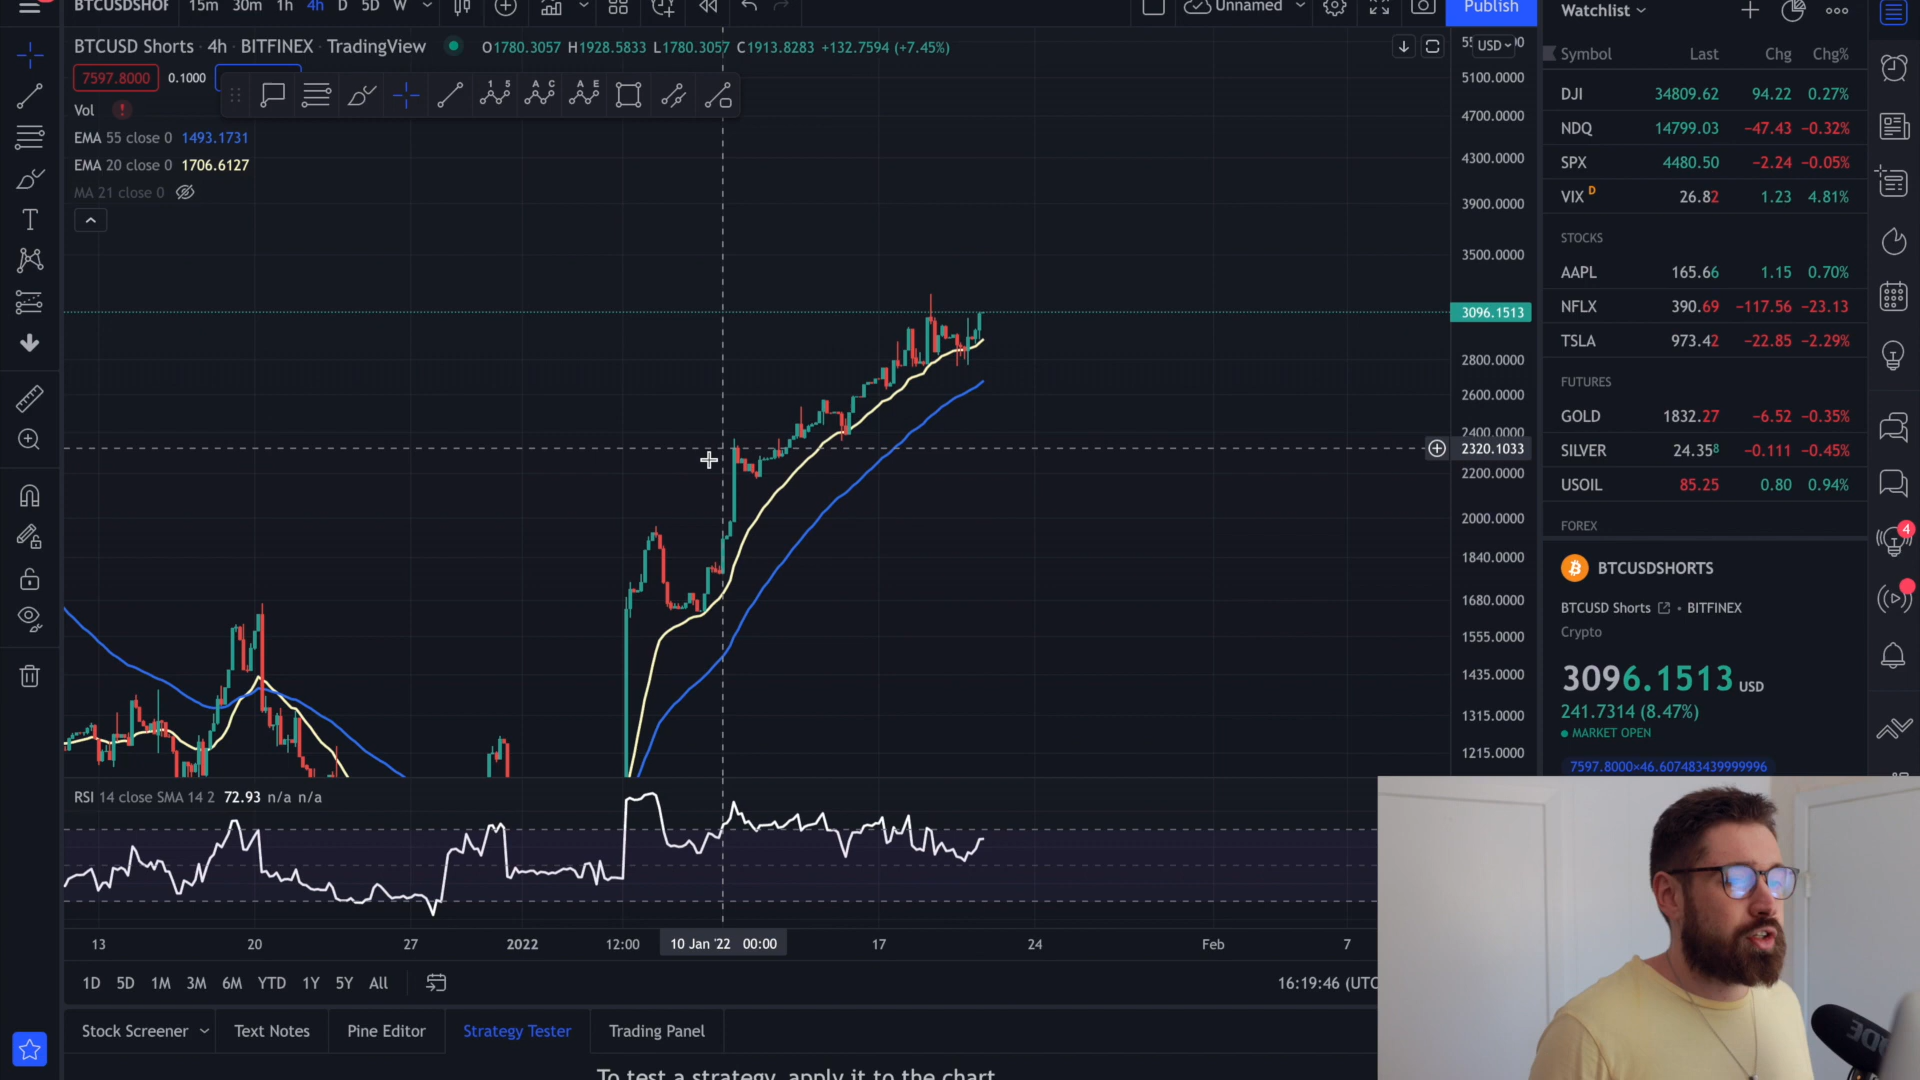 BTCUSDSHOF 15m 30m 1h 4h D 5D W Unnamed Publish
BTCUSD Shorts · 4h · BITFINEX · TradingView O1780.3057 H1928.5833 L1780.3057 C1913.8283 +132.7594 (+7.45%)
7597.8000 0.1000
1 5 A C A E
Vol !
EMA 55 close 0 1493.1731
EMA 20 close 0 1706.6127
MA 21 close 0
USD
5100.0000
4700.0000
4300.0000
3900.0000
3500.0000
3096.1513
2800.0000
2600.0000
2400.0000
2320.1033
2200.0000
2000.0000
1840.0000
1680.0000
1555.0000
1435.0000
1315.0000
1215.0000
RSI 14 close SMA 14 2 72.93 n/a n/a
13 20 27 2022 12:00 10 Jan '22 00:00 17 24 Feb 7
1D 5D 1M 3M 6M YTD 1Y 5Y All 16:19:46 (UTC
Stock Screener Text Notes Pine Editor Strategy Tester Trading Panel
To test a strategy, apply it to the chart
Watchlist
Symbol Last Chg Chg%
DJI 34809.62 94.22 0.27%
NDQ 14799.03 −47.43 −0.32%
SPX 4480.50 −2.24 −0.05%
VIX D 26.82 1.23 4.81%
STOCKS
AAPL 165.66 1.15 0.70%
NFLX 390.69 −117.56 −23.13
TSLA 973.42 −22.85 −2.29%
FUTURES
GOLD 1832.27 −6.52 −0.35%
SILVER 24.358 −0.111 −0.45%
USOIL 85.25 0.80 0.94%
FOREX
4
BTCUSDSHORTS
BTCUSD Shorts • BITFINEX
Crypto
3096.1513 USD
241.7314 (8.47%)
MARKET OPEN
7597.8000×46.607483439999996